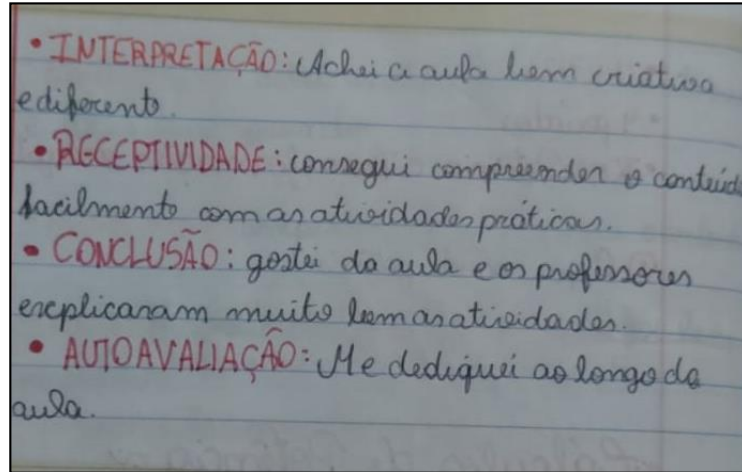 • INTERPRETAÇÃO: Achei a aula bem criativa
e diferente.
• RECEPTIVIDADE: consegui compreender o conteúd
facilmente com as atividades práticas.
• CONCLUSÃO: gostei da aula e os professores
explicaram muito bem as atividades.
• AUTOAVALIAÇÃO: Me dediquei ao longo da
aula.